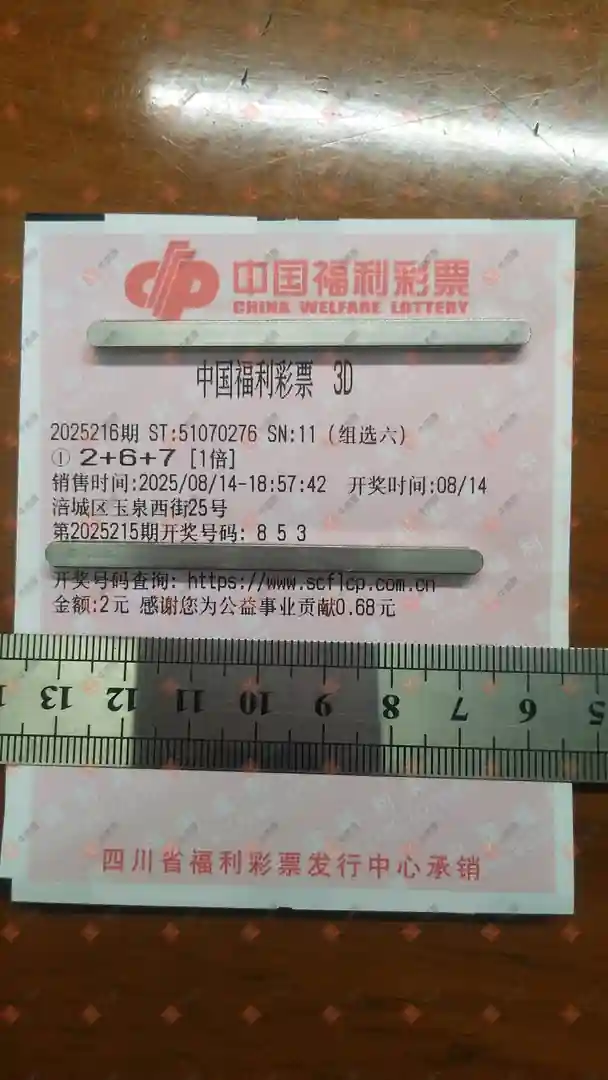 中国福利彩票
CHINA WELFARE LOTTERY
中国福利彩票 3D
2025216期 ST:51070276 SN:11 (组选六)
① 2+6+7 [1倍]
销售时间:2025/08/14-18:57:42 开奖时间:08/14
涪城区玉泉西街25号
第2025215期开奖号码: 8 5 3
开奖号码查询: https://www.scflcp.com.cn
金额:2元 感谢您为公益事业贡献0.68元
13 12 11 10 9 8 7 6 5
四川省福利彩票发行中心承销